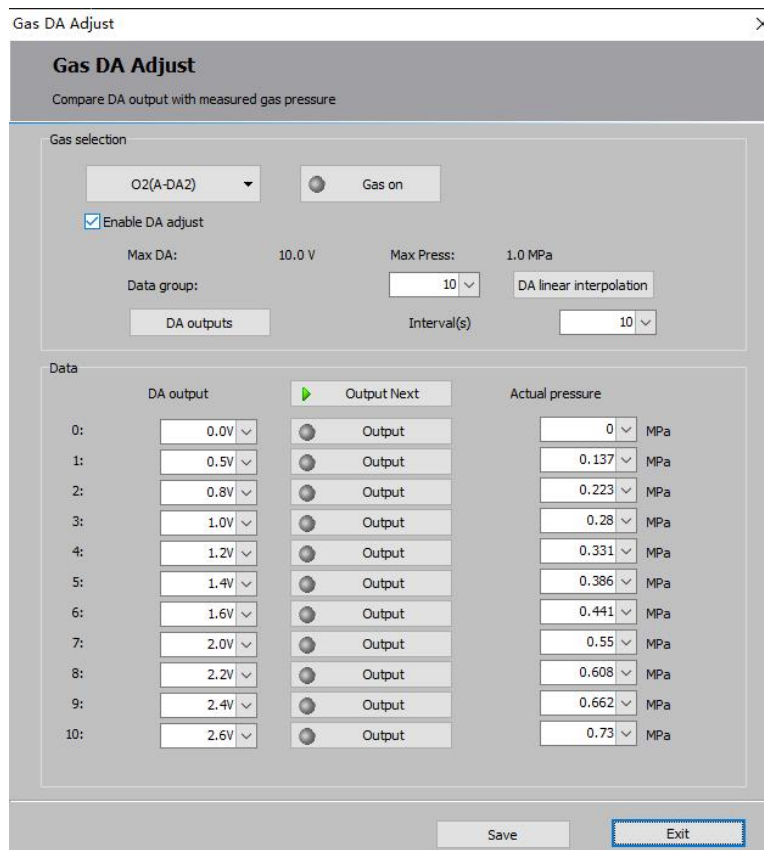 Gas DA Adjust
Gas DA Adjust
Compare DA output with measured gas pressure
Gas selection
O2(A-DA2) Gas on
Enable DA adjust
Max DA: 10.0 V Max Press: 1.0 MPa
Data group: 10 DA linear interpolation
DA outputs Interval(s) 10
Data
DA output Output Next Actual pressure
0: 0.0V Output 0 MPa
1: 0.5V Output 0.137 MPa
2: 0.8V Output 0.223 MPa
3: 1.0V Output 0.28 MPa
4: 1.2V Output 0.331 MPa
5: 1.4V Output 0.386 MPa
6: 1.6V Output 0.441 MPa
7: 2.0V Output 0.55 MPa
8: 2.2V Output 0.608 MPa
9: 2.4V Output 0.662 MPa
10: 2.6V Output 0.73 MPa
Save Exit